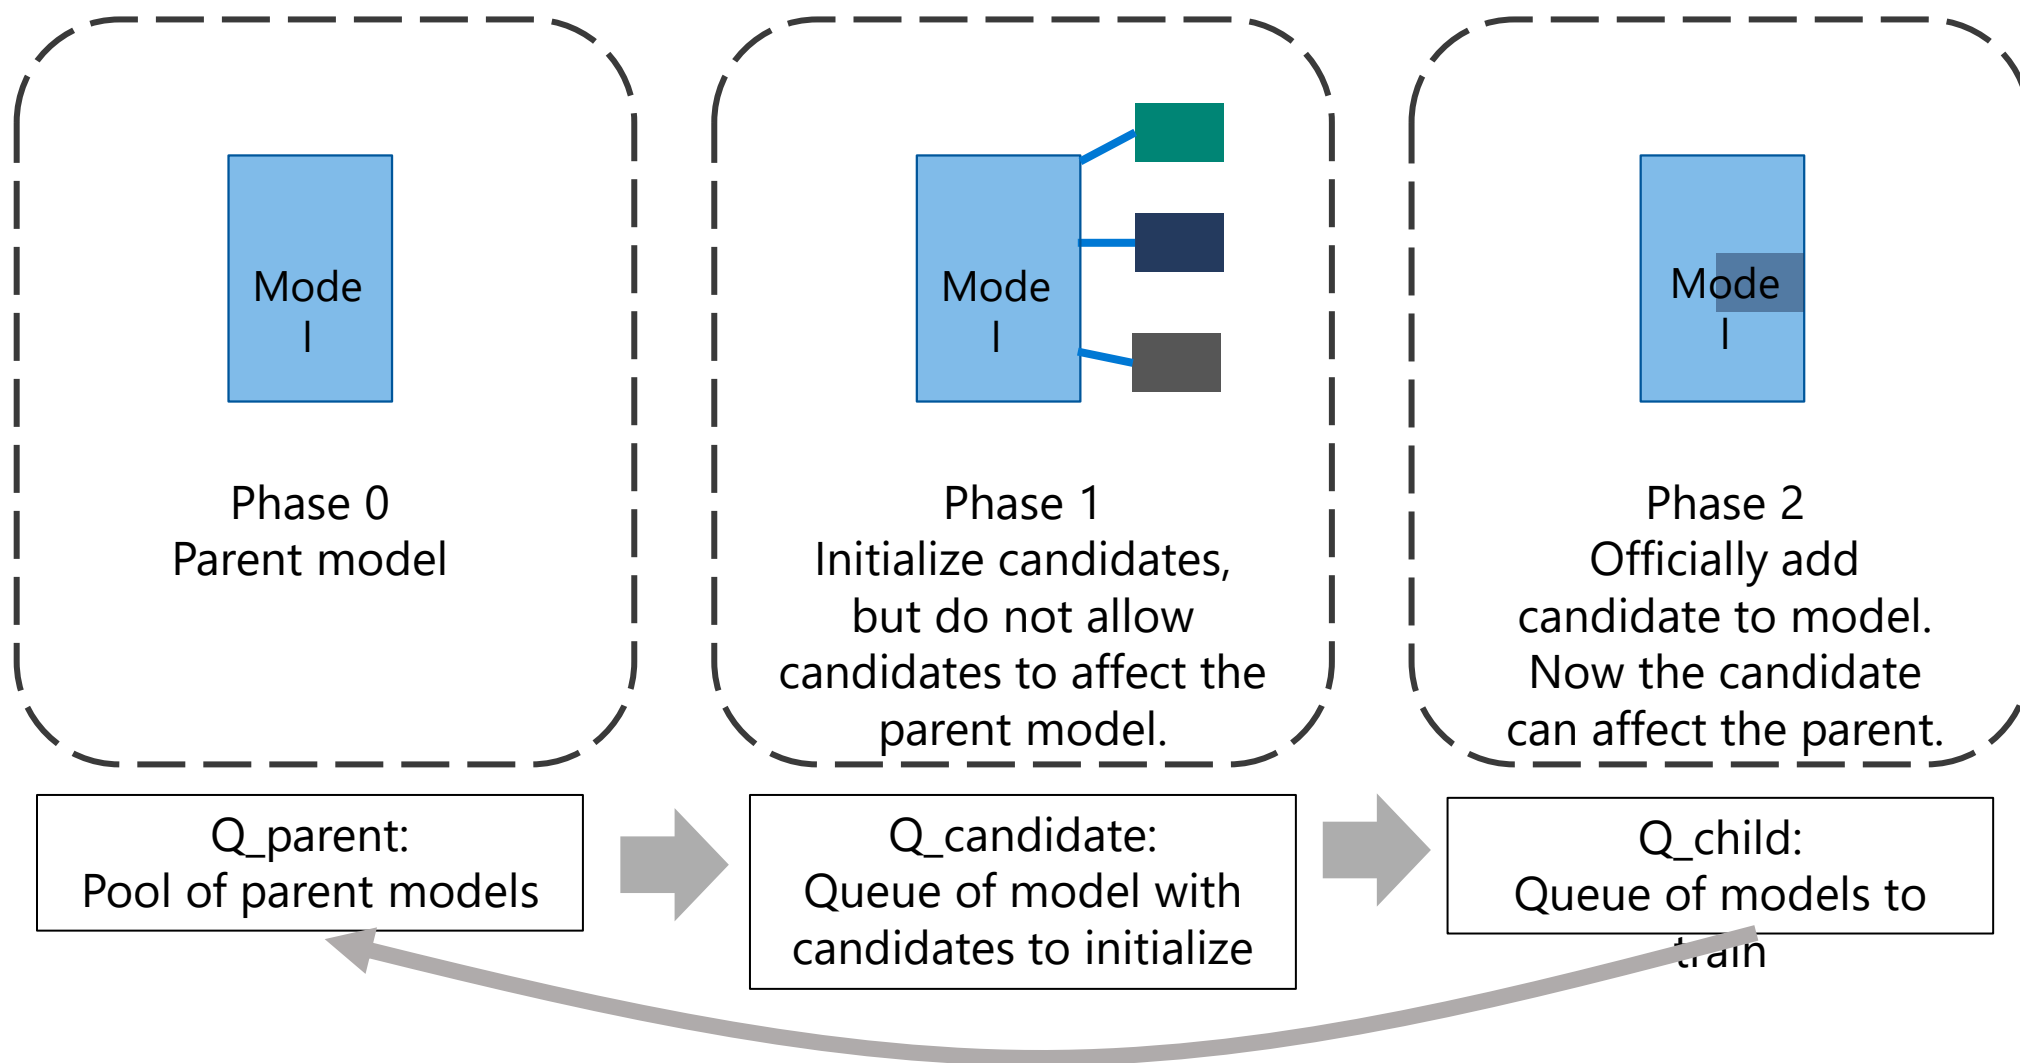 Mode
l
Phase 0
Parent model
Mode
l
Phase 1
Initialize candidates,
but do not allow
candidates to affect the
parent model.
Mode
l
Phase 2
Officially add
candidate to model.
Now the candidate
can affect the parent.
Q_parent:
Pool of parent models
Q_candidate:
Queue of model with
candidates to initialize
Q_child:
Queue of models to
train